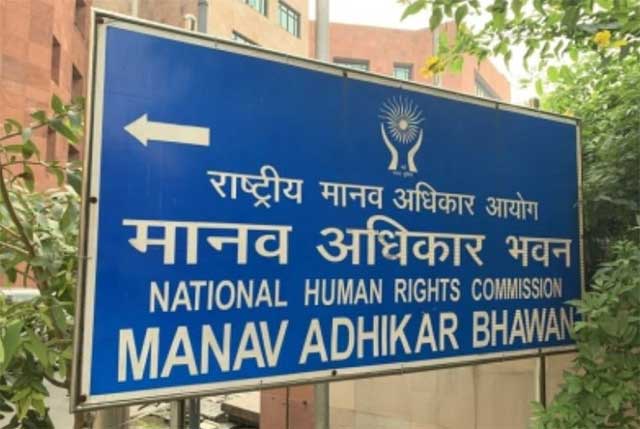 राष्ट्रीय मानव अधिकार आयोग
मानव अधिकार भवन
NATIONAL HUMAN RIGHTS COMMISSION
MANAV ADHIKAR BHAWAN